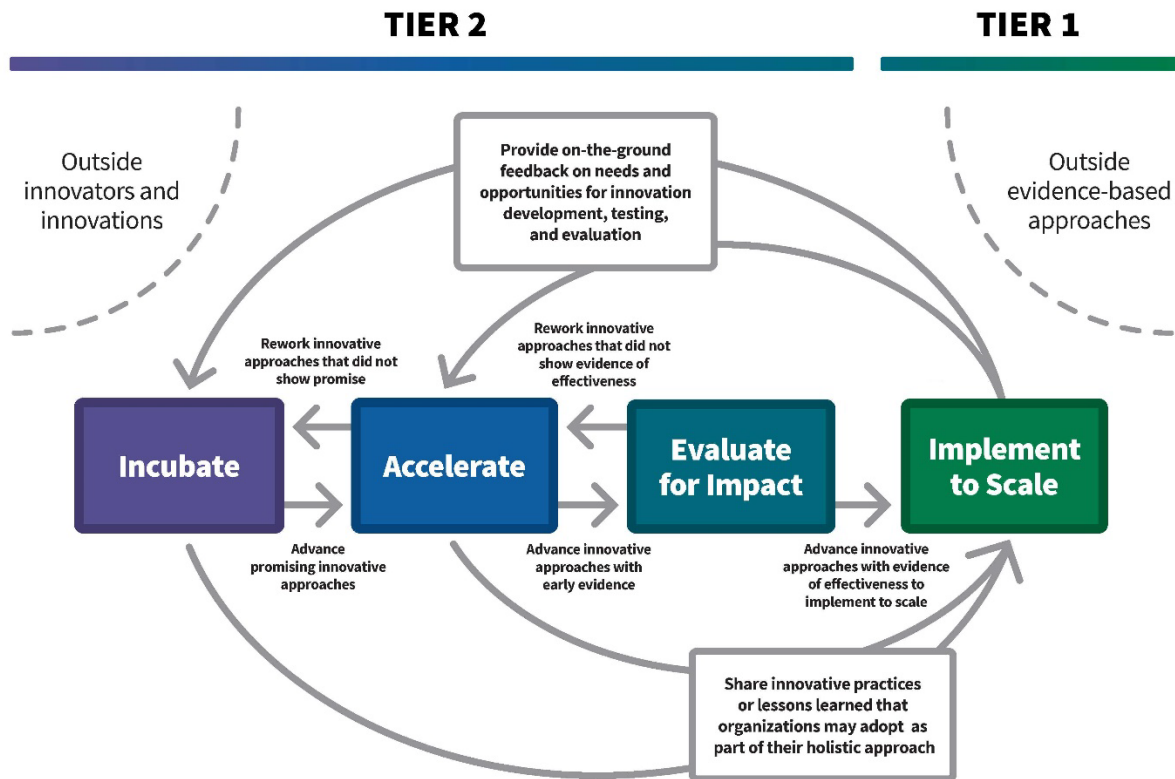 TIER 2
TIER 1
Outside
innovators and
innovations
Provide on-the-ground
feedback on needs and
opportunities for innovation
development, testing,
and evaluation
Outside
evidence-based
approaches
Rework innovative
approaches that did not
show promise
Rework innovative
approaches that did not
show evidence of
effectiveness
Incubate
Accelerate
Evaluate
for Impact
Implement
to Scale
Advance
promising innovative
approaches
Advance innovative
approaches with
early evidence
Advance innovative
approaches with evidence
of effectiveness to
implement to scale
Share innovative practices
or lessons learned that
organizations may adopt as
part of their holistic approach